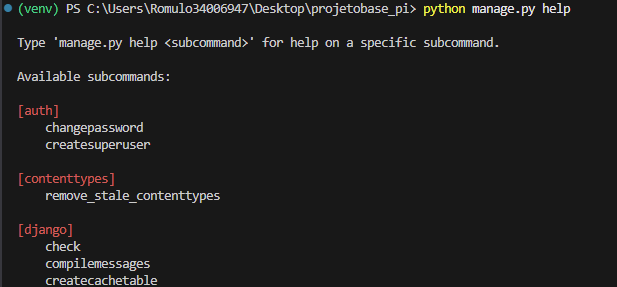 (venv) PS C:\Users\Romulo34006947\Desktop\projetobase_pi> python manage.py help
Type 'manage.py help <subcommand>' for help on a specific subcommand.
Available subcommands:
[auth]
changepassword
createsuperuser
[contenttypes]
remove_stale_contenttypes
[django]
check
compilemessages
createcachetable